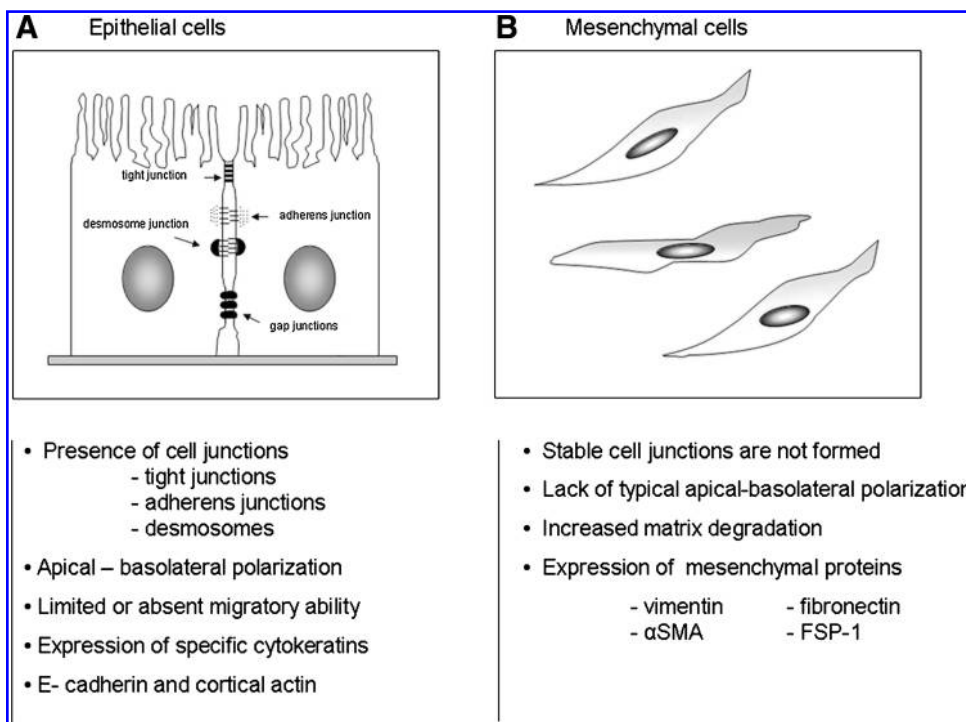 A Epithelial cells
tight junction
adherens junction
desmosome junction
gap junctions
• Presence of cell junctions
- tight junctions
- adherens junctions
- desmosomes
• Apical – basolateral polarization
• Limited or absent migratory ability
• Expression of specific cytokeratins
• E- cadherin and cortical actin
B Mesenchymal cells
• Stable cell junctions are not formed
• Lack of typical apical-basolateral polarization
• Increased matrix degradation
• Expression of mesenchymal proteins
- vimentin - fibronectin
- αSMA - FSP-1